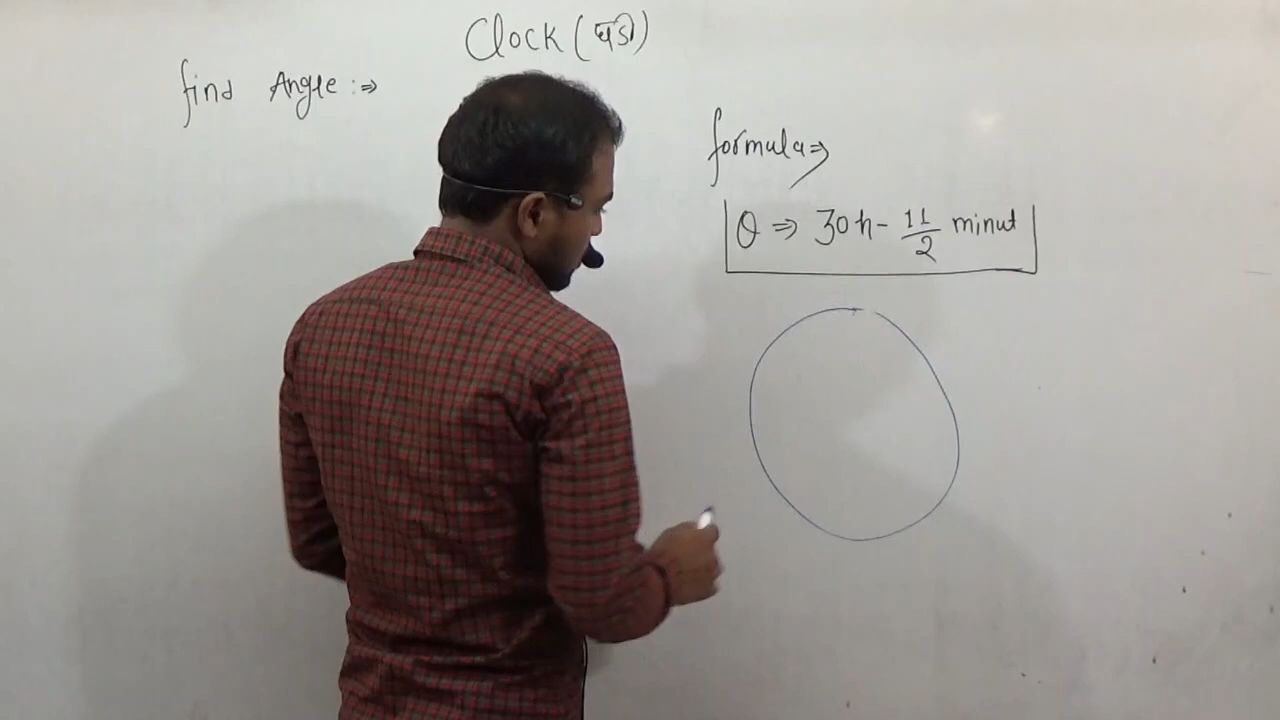 Clock (घडी)
find Angle :⇒
formula ⇒
θ ⇒ 30h - 11/2 minut